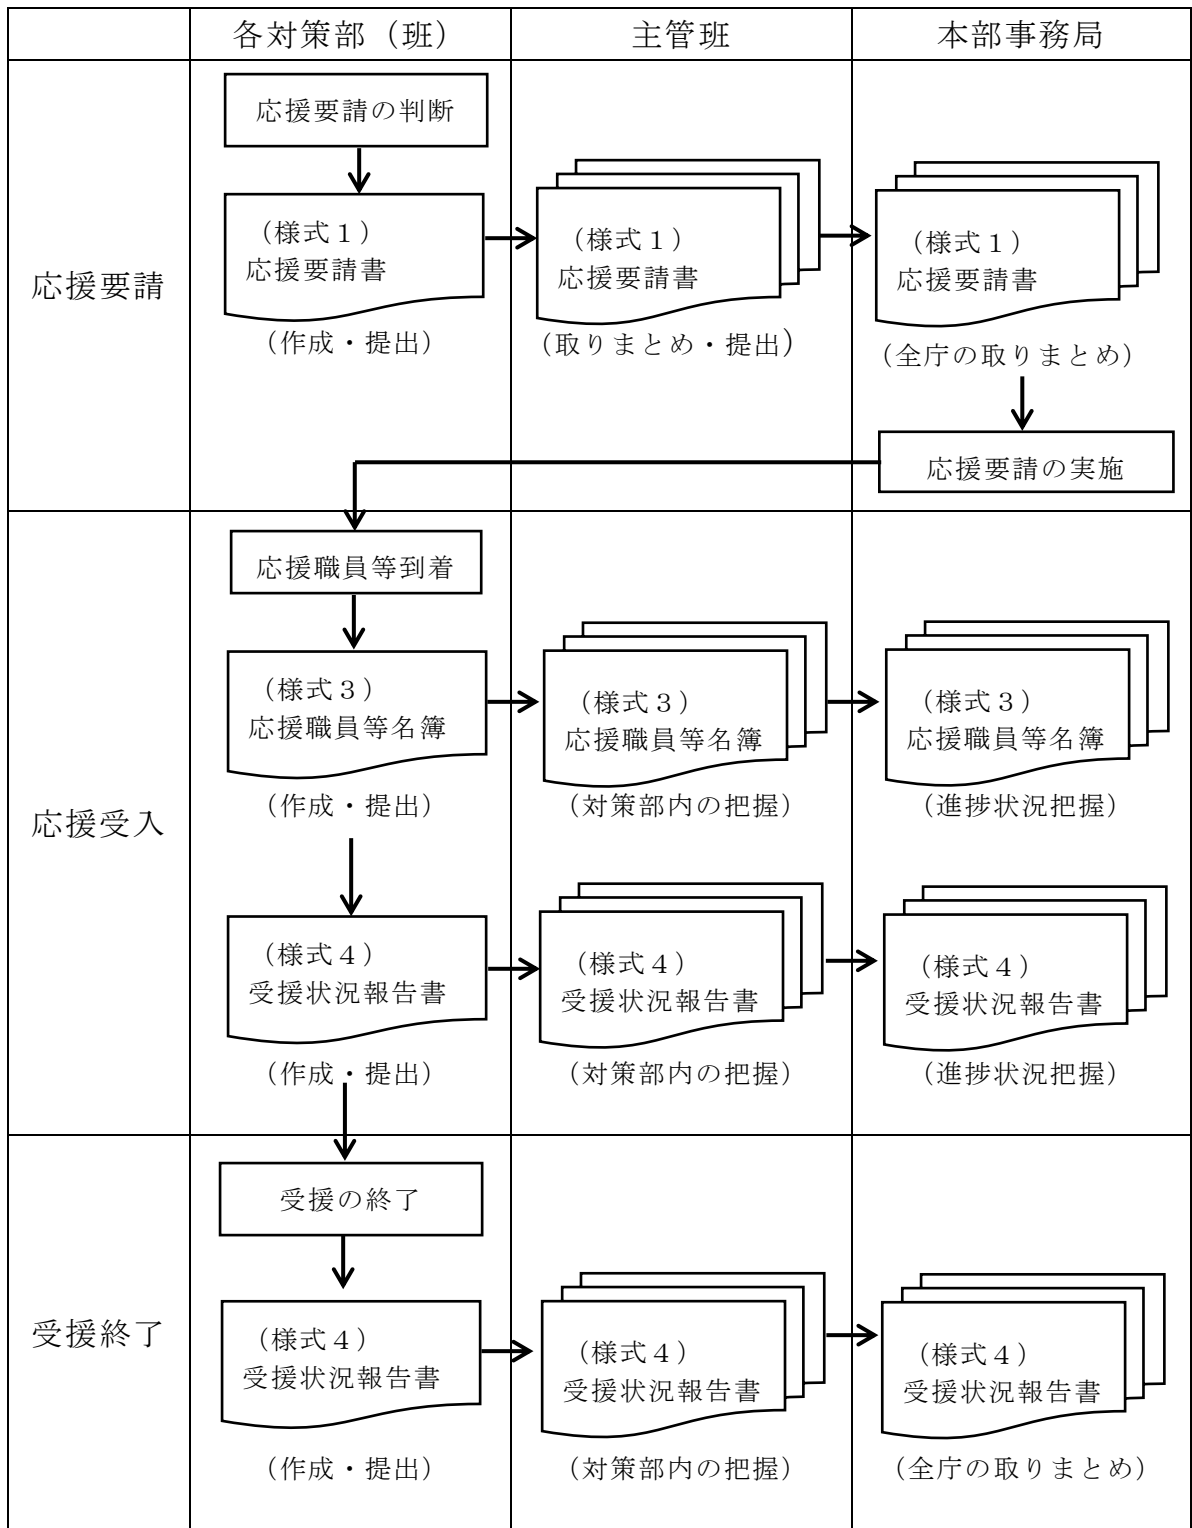 各対策部（班）
主管班
本部事務局
応援要請
応援要請の判断
（様式１）
応援要請書
（作成・提出）
（様式１）
応援要請書
（取りまとめ・提出）
（様式１）
応援要請書
（全庁の取りまとめ）
応援要請の実施
応援受入
応援職員等到着
（様式３）
応援職員等名簿
（作成・提出）
（様式３）
応援職員等名簿
（対策部内の把握）
（様式３）
応援職員等名簿
（進捗状況把握）
（様式４）
受援状況報告書
（作成・提出）
（様式４）
受援状況報告書
（対策部内の把握）
（様式４）
受援状況報告書
（進捗状況把握）
受援終了
受援の終了
（様式４）
受援状況報告書
（作成・提出）
（様式４）
受援状況報告書
（対策部内の把握）
（様式４）
受援状況報告書
（全庁の取りまとめ）